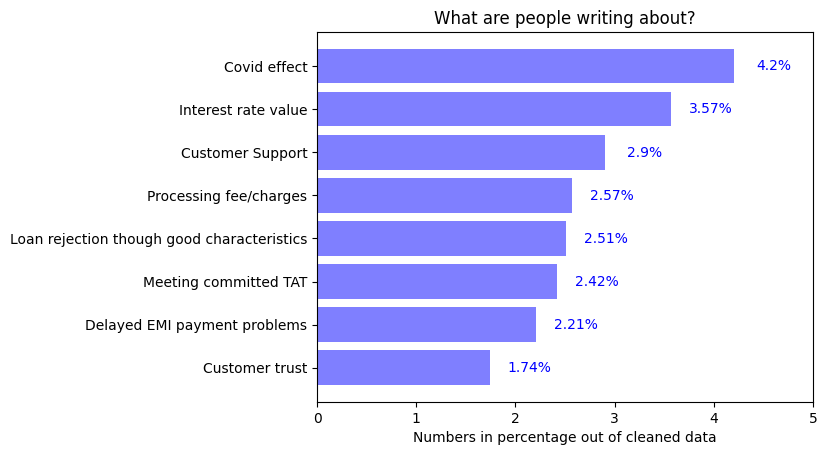 What are people writing about?
Covid effect
4.2%
Interest rate value
3.57%
Customer Support
2.9%
Processing fee/charges
2.57%
Loan rejection though good characteristics
2.51%
Meeting committed TAT
2.42%
Delayed EMI payment problems
2.21%
Customer trust
1.74%
0 1 2 3 4 5
Numbers in percentage out of cleaned data